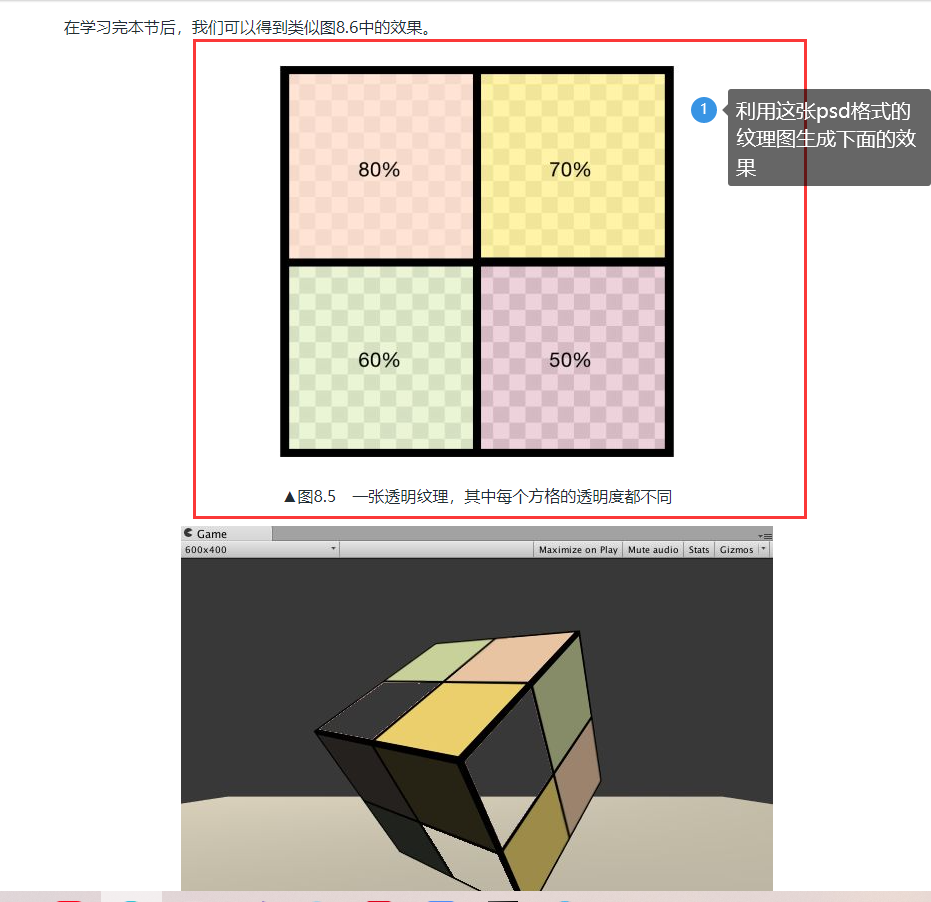 在学习完本节后，我们可以得到类似图8.6中的效果。
80%
70%
1
利用这张psd格式的
纹理图生成下面的效
果
60%
50%
▲图8.5 一张透明纹理，其中每个方格的透明度都不同
Game
600x400
Maximize on Play
Mute audio
Stats
Gizmos